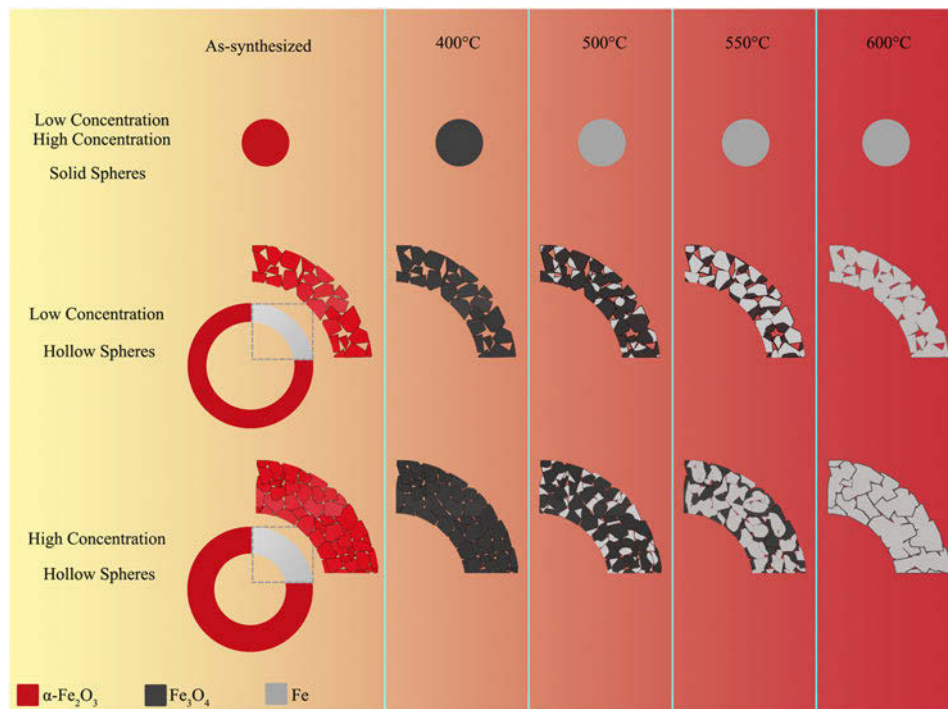 As-synthesized 400°C 500°C 550°C 600°C
Low Concentration
High Concentration
Solid Spheres
Low Concentration
Hollow Spheres
High Concentration
Hollow Spheres
α-Fe₂O₃ Fe₃O₄ Fe